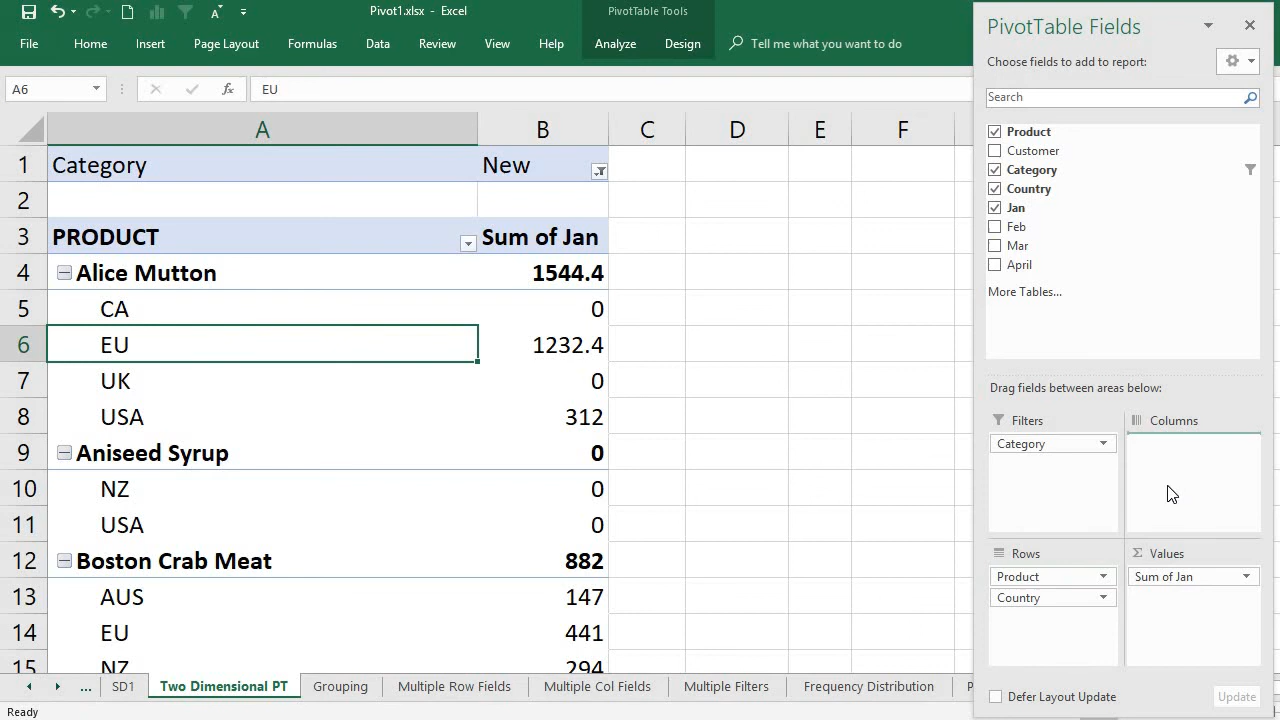 Pivot1.xlsx - Excel
PivotTable Tools
File Home Insert Page Layout Formulas Data Review View Help Analyze Design Tell me what you want to do
A6 fx EU
A B C D E F
1 Category New
2
3 PRODUCT Sum of Jan
4 Alice Mutton 1544.4
5 CA 0
6 EU 1232.4
7 UK 0
8 USA 312
9 Aniseed Syrup 0
10 NZ 0
11 USA 0
12 Boston Crab Meat 882
13 AUS 147
14 EU 441
15 NZ 294
... SD1 Two Dimensional PT Grouping Multiple Row Fields Multiple Col Fields Multiple Filters Frequency Distribution P
Ready
PivotTable Fields
Choose fields to add to report:
Search
Product
Customer
Category
Country
Jan
Feb
Mar
April
More Tables...
Drag fields between areas below:
Filters
Category
Columns
Rows
Product
Country
Σ Values
Sum of Jan
Defer Layout Update Update